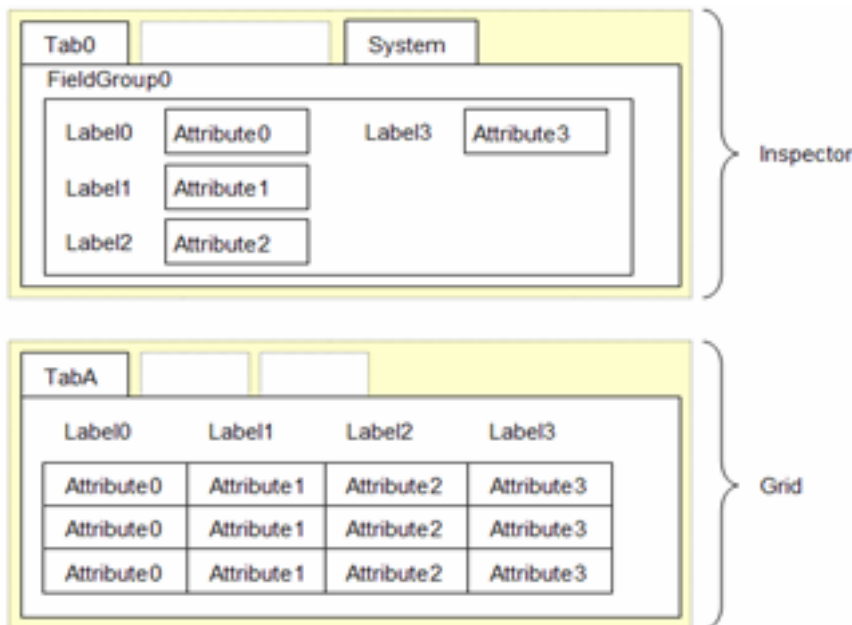 Tab0 System
FieldGroup0
Label0 Attribute0 Label3 Attribute3
Inspector
Label1 Attribute1
Label2 Attribute2
TabA
Label0 Label1 Label2 Label3
Attribute0 Attribute1 Attribute2 Attribute3
Grid
Attribute0 Attribute1 Attribute2 Attribute3
Attribute0 Attribute1 Attribute2 Attribute3